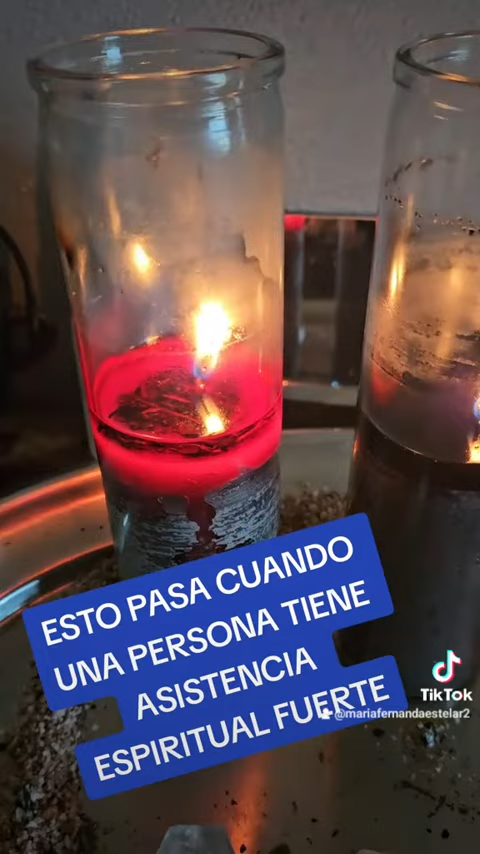 ESTO PASA CUANDO
UNA PERSONA TIENE
ASISTENCIA
ESPIRITUAL FUERTE
TikTok
@mariafernandaestelar2